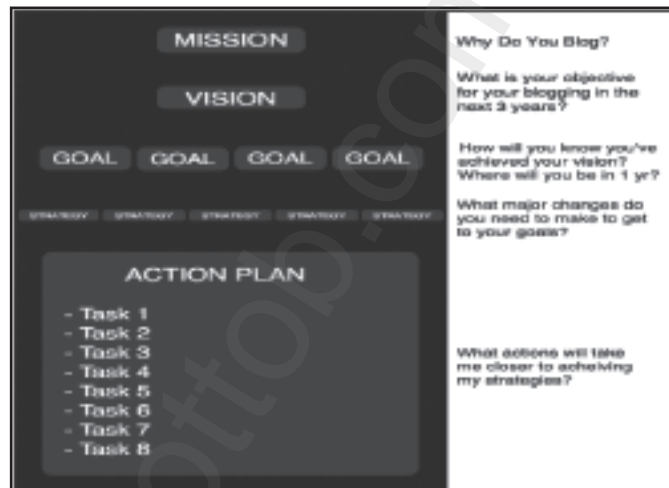 MISSION
Why Do You Blog?
VISION
What is your objective
for your blogging in the
next 3 years?
GOAL GOAL GOAL GOAL
How will you know you've
achieved your vision?
Where will you be in 1 yr?
STRATEGY STRATEGY STRATEGY STRATEGY STRATEGY
What major changes do
you need to make to get
to your goals?
ACTION PLAN
- Task 1
- Task 2
- Task 3
- Task 4
- Task 5
- Task 6
- Task 7
- Task 8
What actions will take
me closer to acheiving
my strategies?